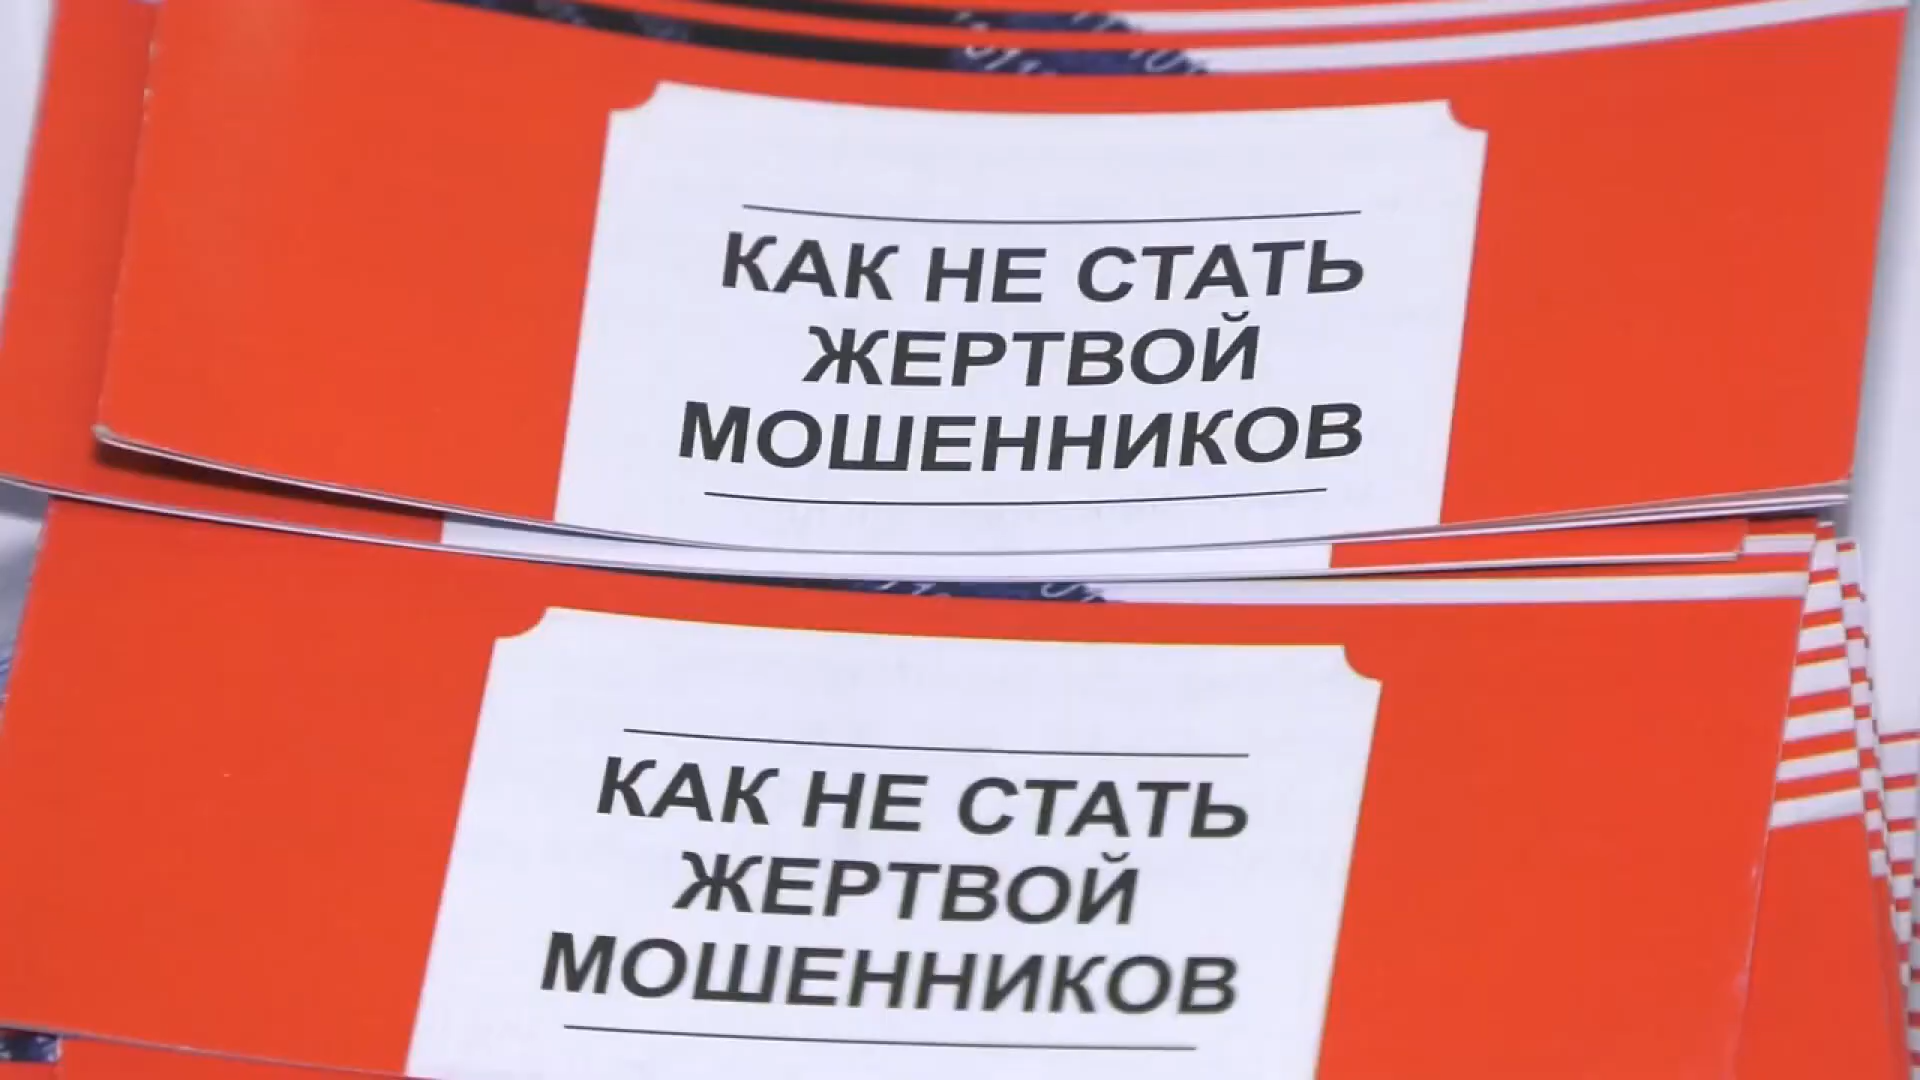 КАК НЕ СТАТЬ
ЖЕРТВОЙ
МОШЕННИКОВ
КАК НЕ СТАТЬ
ЖЕРТВОЙ
МОШЕННИКОВ